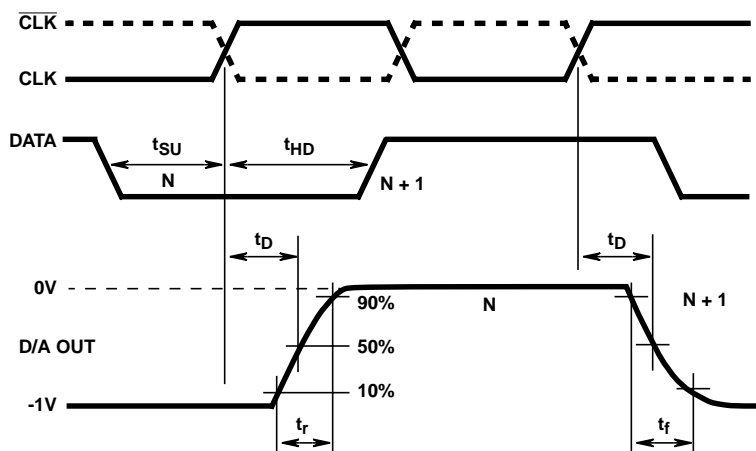 CLK
CLK
DATA
tSU
tHD
N
N + 1
tD
tD
0V
90%
N
N + 1
D/A OUT
50%
10%
-1V
tr
tf